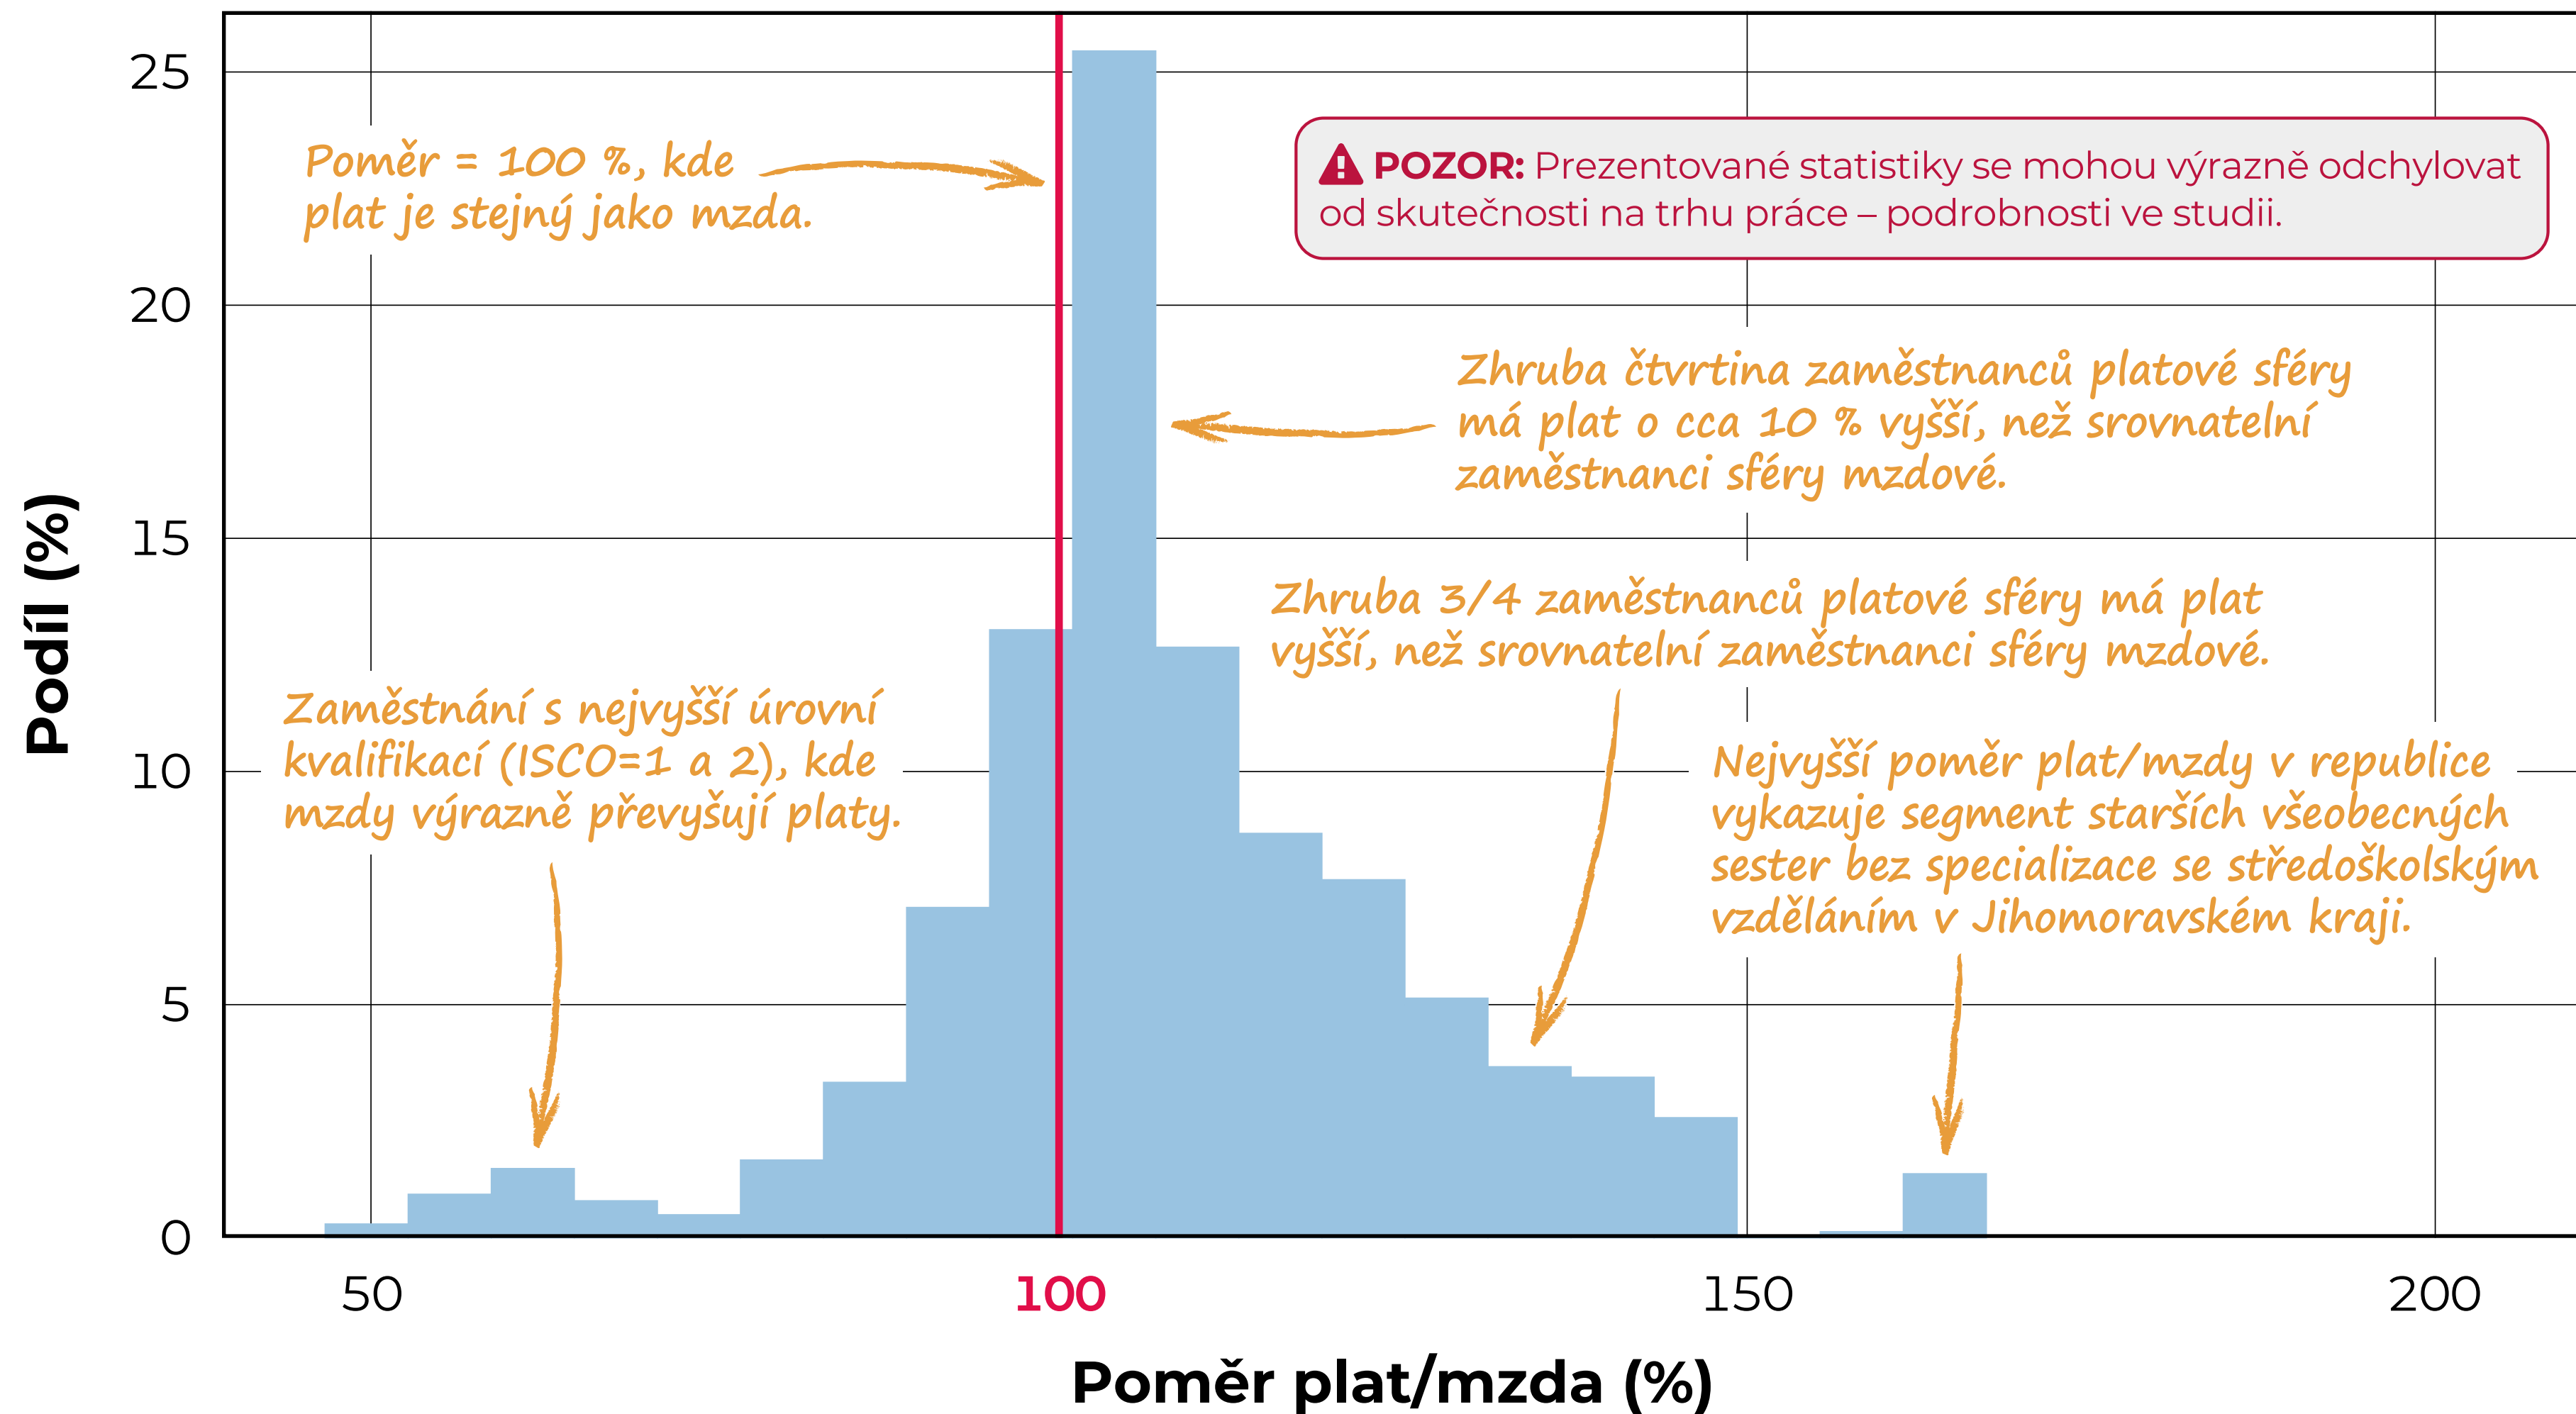 25
Poměr = 100 %, kde
plat je stejný jako mzda.
POZOR: Prezentované statistiky se mohou výrazně odchylovat
od skutečnosti na trhu práce – podrobnosti ve studii.
20
Zhruba čtvrtina zaměstnanců platové sféry
má plat o cca 10 % vyšší, než srovnatelní
zaměstnanci sféry mzdové.
15
Zhruba 3/4 zaměstnanců platové sféry má plat
vyšší, než srovnatelní zaměstnanci sféry mzdové.
Podíl (%)
Zaměstnání s nejvyšší úrovní
kvalifikací (ISCO=1 a 2), kde
mzdy výrazně převyšují platy.
10
Nejvyšší poměr plat/mzdy v republice
vykazuje segment starších všeobecných
sester bez specializace se středoškolským
vzděláním v Jihomoravském kraji.
5
0
50
100
150
200
Poměr plat/mzda (%)